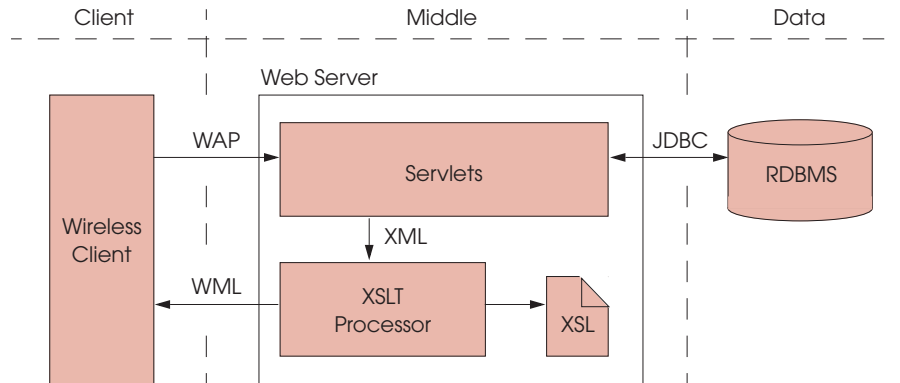 Client
Middle
Data
Web Server
WAP
Servlets
JDBC
RDBMS
Wireless
Client
XML
WML
XSLT
Processor
XSL